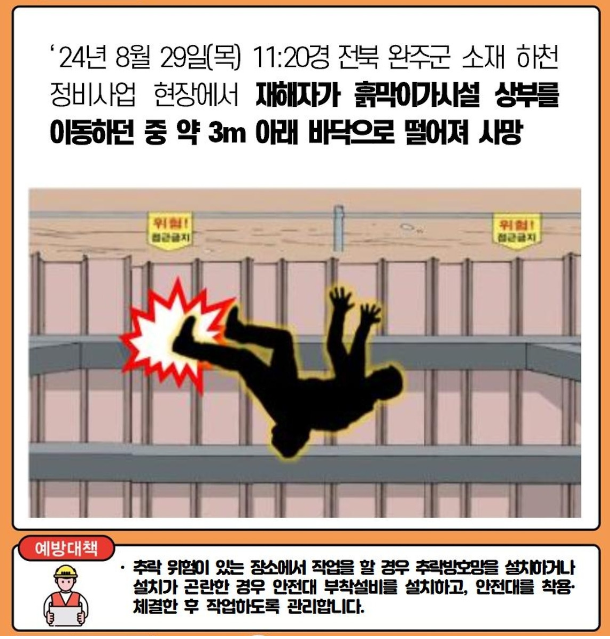 ‘24년 8월 29일(목) 11:20경 전북 완주군 소재 하천
정비사업 현장에서 재해자가 흙막이가시설 상부를
이동하던 중 약 3m 아래 바닥으로 떨어져 사망
위험! 위험!
접근금지 접근금지
예방대책
· 추락 위험이 있는 장소에서 작업을 할 경우 추락방호망을 설치하거나
설치가 곤란한 경우 안전대 부착설비를 설치하고, 안전대를 착용·
체결한 후 작업하도록 관리합니다.